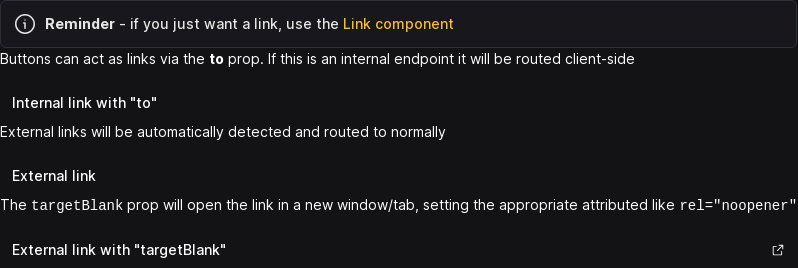 Reminder - if you just want a link, use the Link component
Buttons can act as links via the to prop. If this is an internal endpoint it will be routed client-side
Internal link with "to"
External links will be automatically detected and routed to normally
External link
The targetBlank prop will open the link in a new window/tab, setting the appropriate attributed like rel="noopener"
External link with "targetBlank"